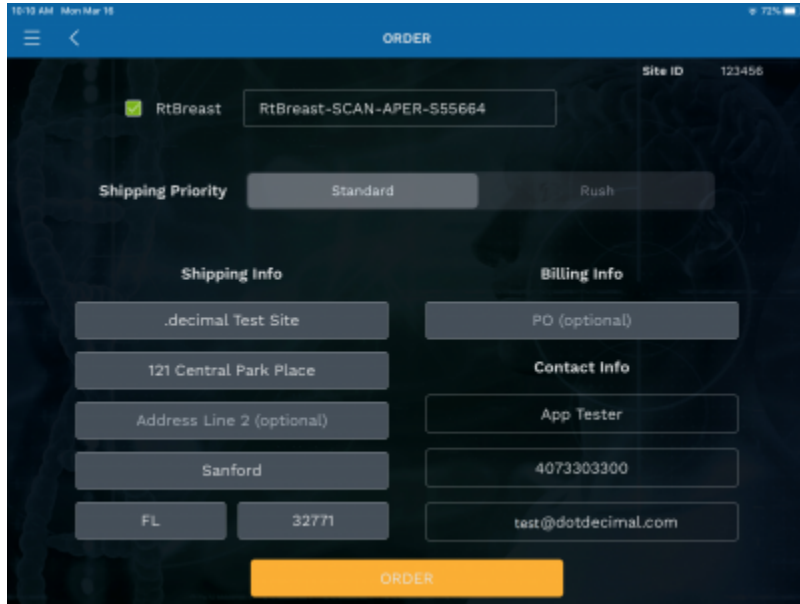 10:10 AM Mon Mar 16 72%
ORDER
Site ID 123456
RtBreast RtBreast-SCAN-APER-S55664
Shipping Priority Standard Rush
Shipping Info Billing Info
.decimal Test Site PO (optional)
121 Central Park Place Contact Info
Address Line 2 (optional) App Tester
Sanford 4073303300
FL 32771 test@dotdecimal.com
ORDER